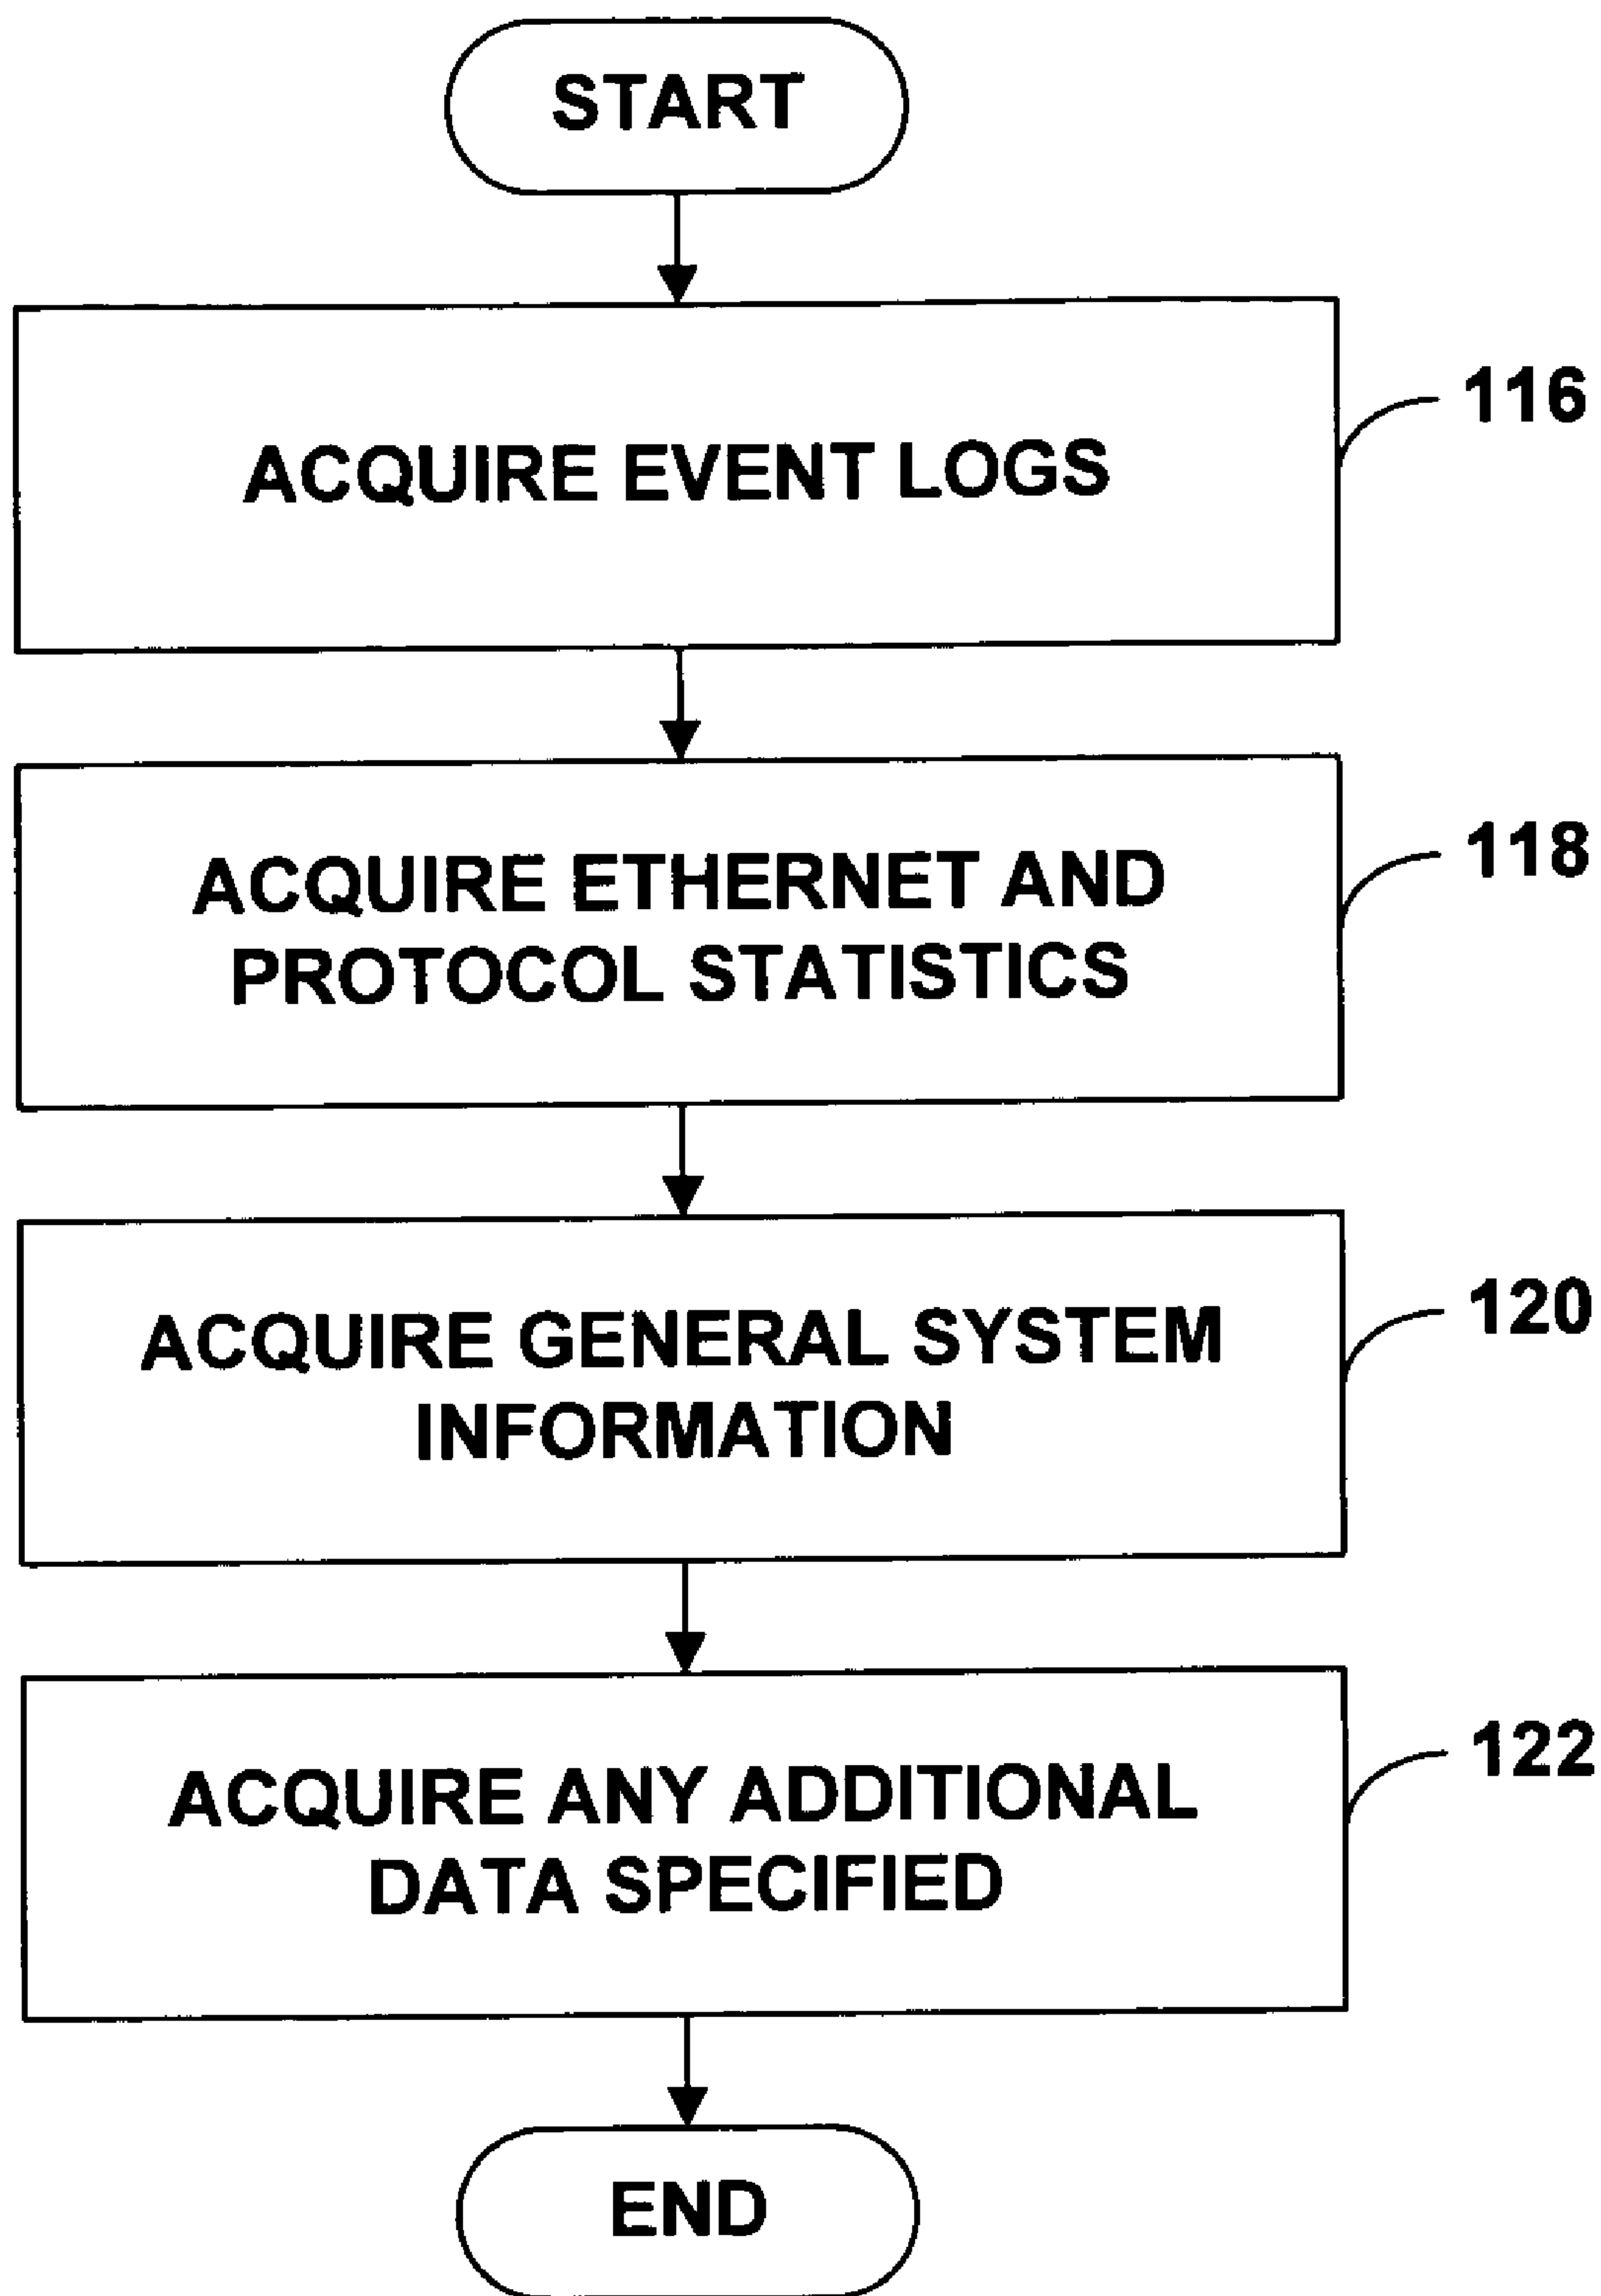 START
ACQUIRE EVENT LOGS
116
ACQUIRE ETHERNET AND
PROTOCOL STATISTICS
118
ACQUIRE GENERAL SYSTEM
INFORMATION
120
ACQUIRE ANY ADDITIONAL
DATA SPECIFIED
122
END